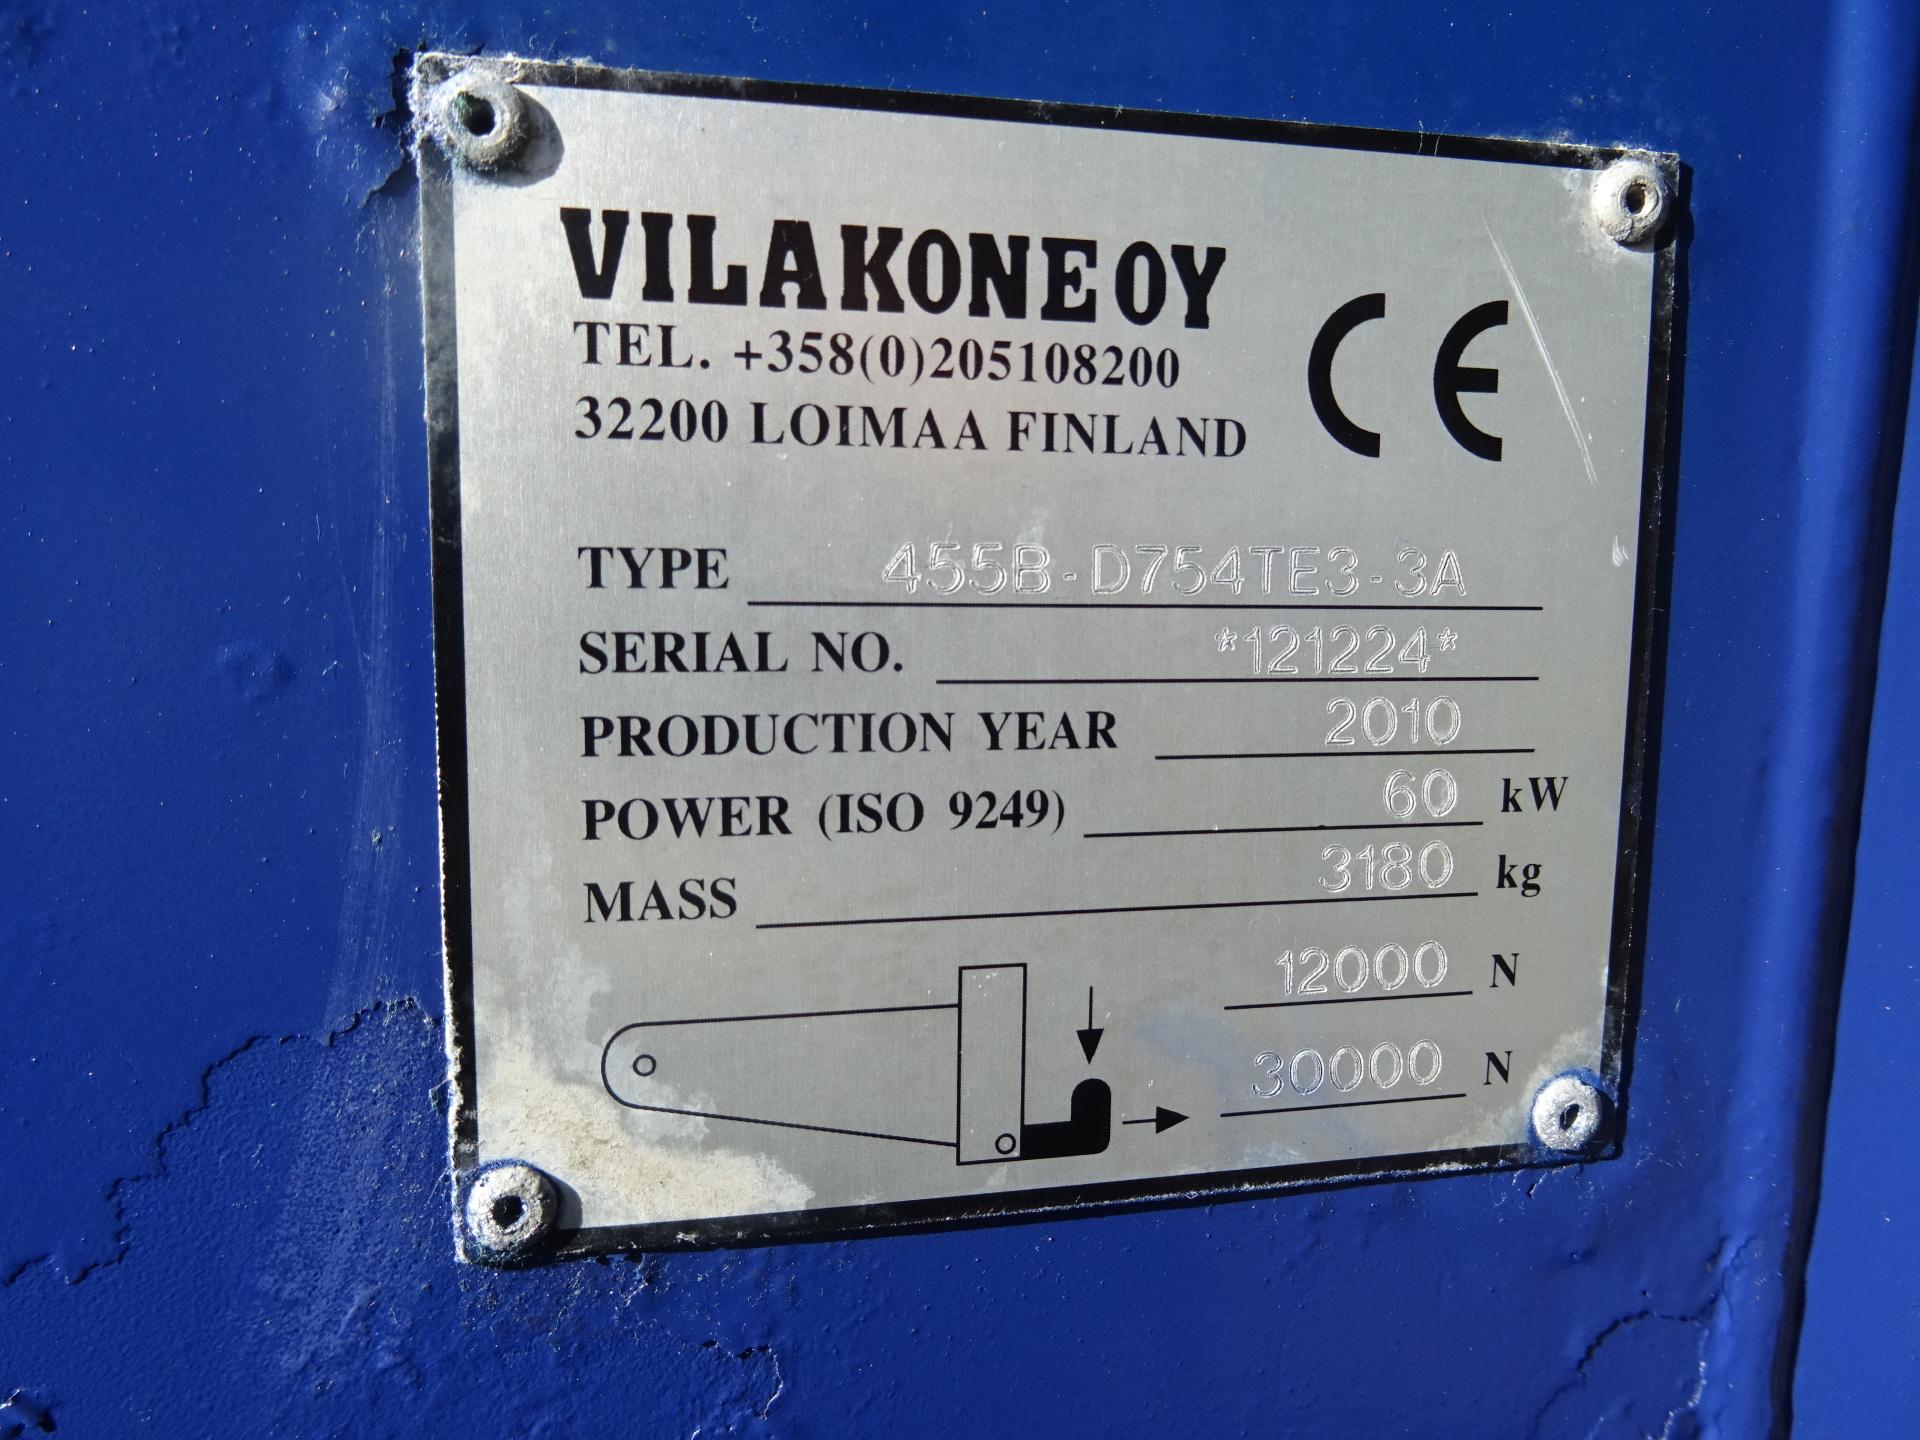 VILAKONE OY
TEL. +358(0)205108200
32200 LOIMAA FINLAND
CE
TYPE 455B-D754TE3-3A
SERIAL NO. *121224*
PRODUCTION YEAR 2010
POWER (ISO 9249) 60 kW
MASS 3180 kg
12000 N
30000 N